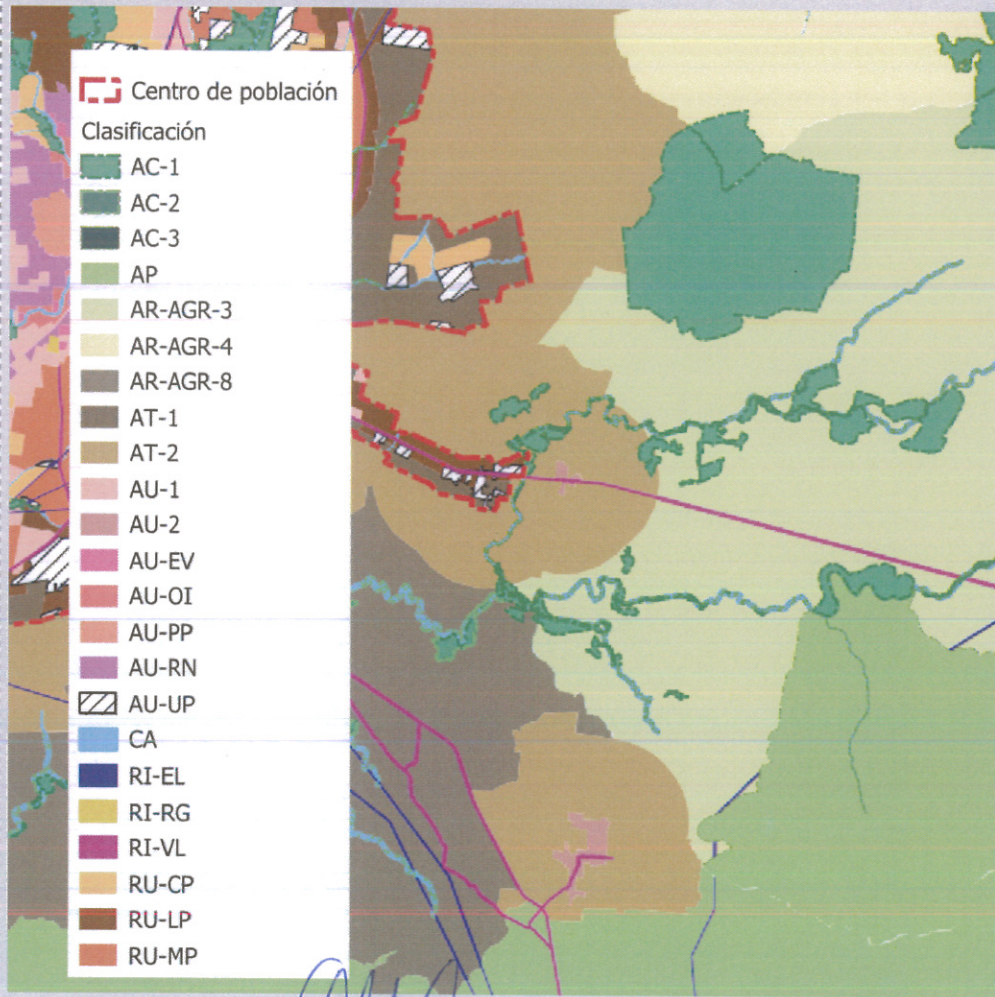 Centro de población
Clasificación
AC-1
AC-2
AC-3
AP
AR-AGR-3
AR-AGR-4
AR-AGR-8
AT-1
AT-2
AU-1
AU-2
AU-EV
AU-OI
AU-PP
AU-RN
AU-UP
CA
RI-EL
RI-RG
RI-VL
RU-CP
RU-LP
RU-MP